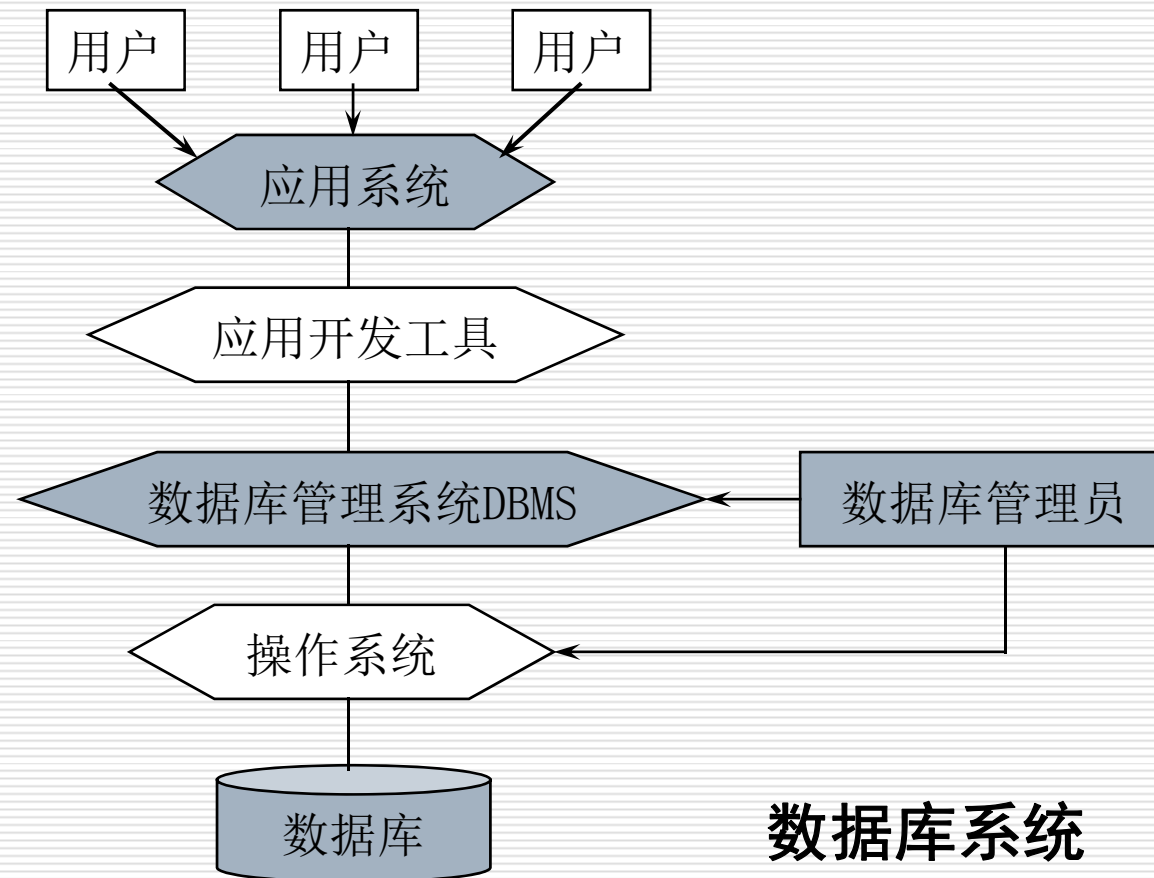 用户
用户
用户
应用系统
应用开发工具
数据库管理系统DBMS
数据库管理员
操作系统
数据库
数据库系统